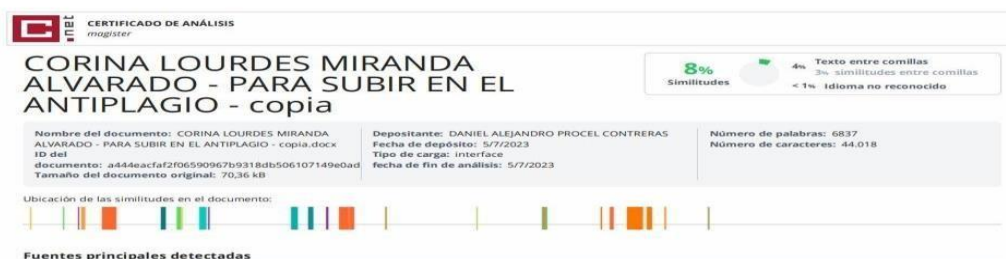 .net
CERTIFICADO DE ANÁLISIS
magister
CORINA LOURDES MIRANDA
ALVARADO - PARA SUBIR EN EL
ANTIPLAGIO - copia
8%
Similitudes
4% Texto entre comillas
3% similitudes entre comillas
< 1% Idioma no reconocido
Nombre del documento: CORINA LOURDES MIRANDA
ALVARADO - PARA SUBIR EN EL ANTIPLAGIO - copia.docx
ID del
documento: a444eacfaf2f06590967b9318db506107149e0ad
Tamaño del documento original: 70,36 kB
Depositante: DANIEL ALEJANDRO PROCEL CONTRERAS
Fecha de depósito: 5/7/2023
Tipo de carga: interface
fecha de fin de análisis: 5/7/2023
Número de palabras: 6837
Número de caracteres: 44.018
Ubicación de las similitudes en el documento:
Fuentes principales detectadas